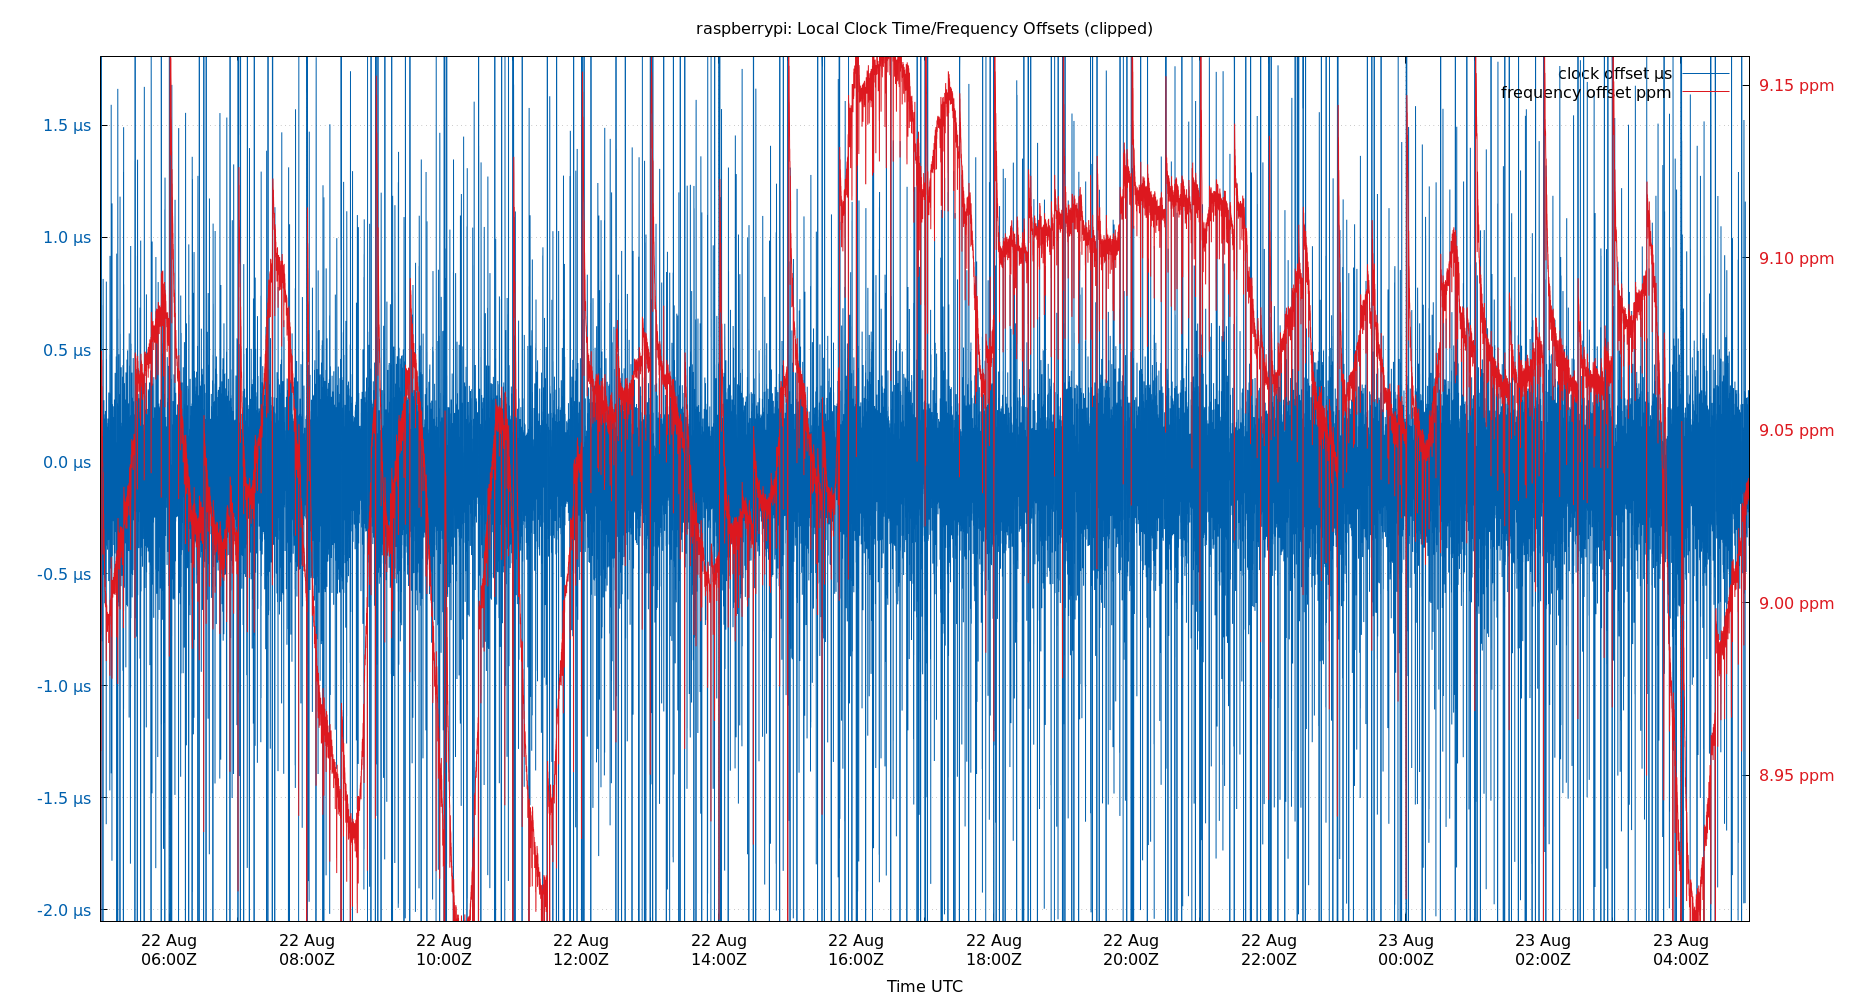 raspberrypi: Local Clock Time/Frequency Offsets (clipped)
clock offset µs
frequency offset ppm
1.5 µs
1.0 µs
0.5 µs
0.0 µs
-0.5 µs
-1.0 µs
-1.5 µs
-2.0 µs
9.15 ppm
9.10 ppm
9.05 ppm
9.00 ppm
8.95 ppm
22 Aug 22 Aug 22 Aug 22 Aug 22 Aug 22 Aug 22 Aug 22 Aug 22 Aug 23 Aug 23 Aug 23 Aug
06:00Z 08:00Z 10:00Z 12:00Z 14:00Z 16:00Z 18:00Z 20:00Z 22:00Z 00:00Z 02:00Z 04:00Z
Time UTC